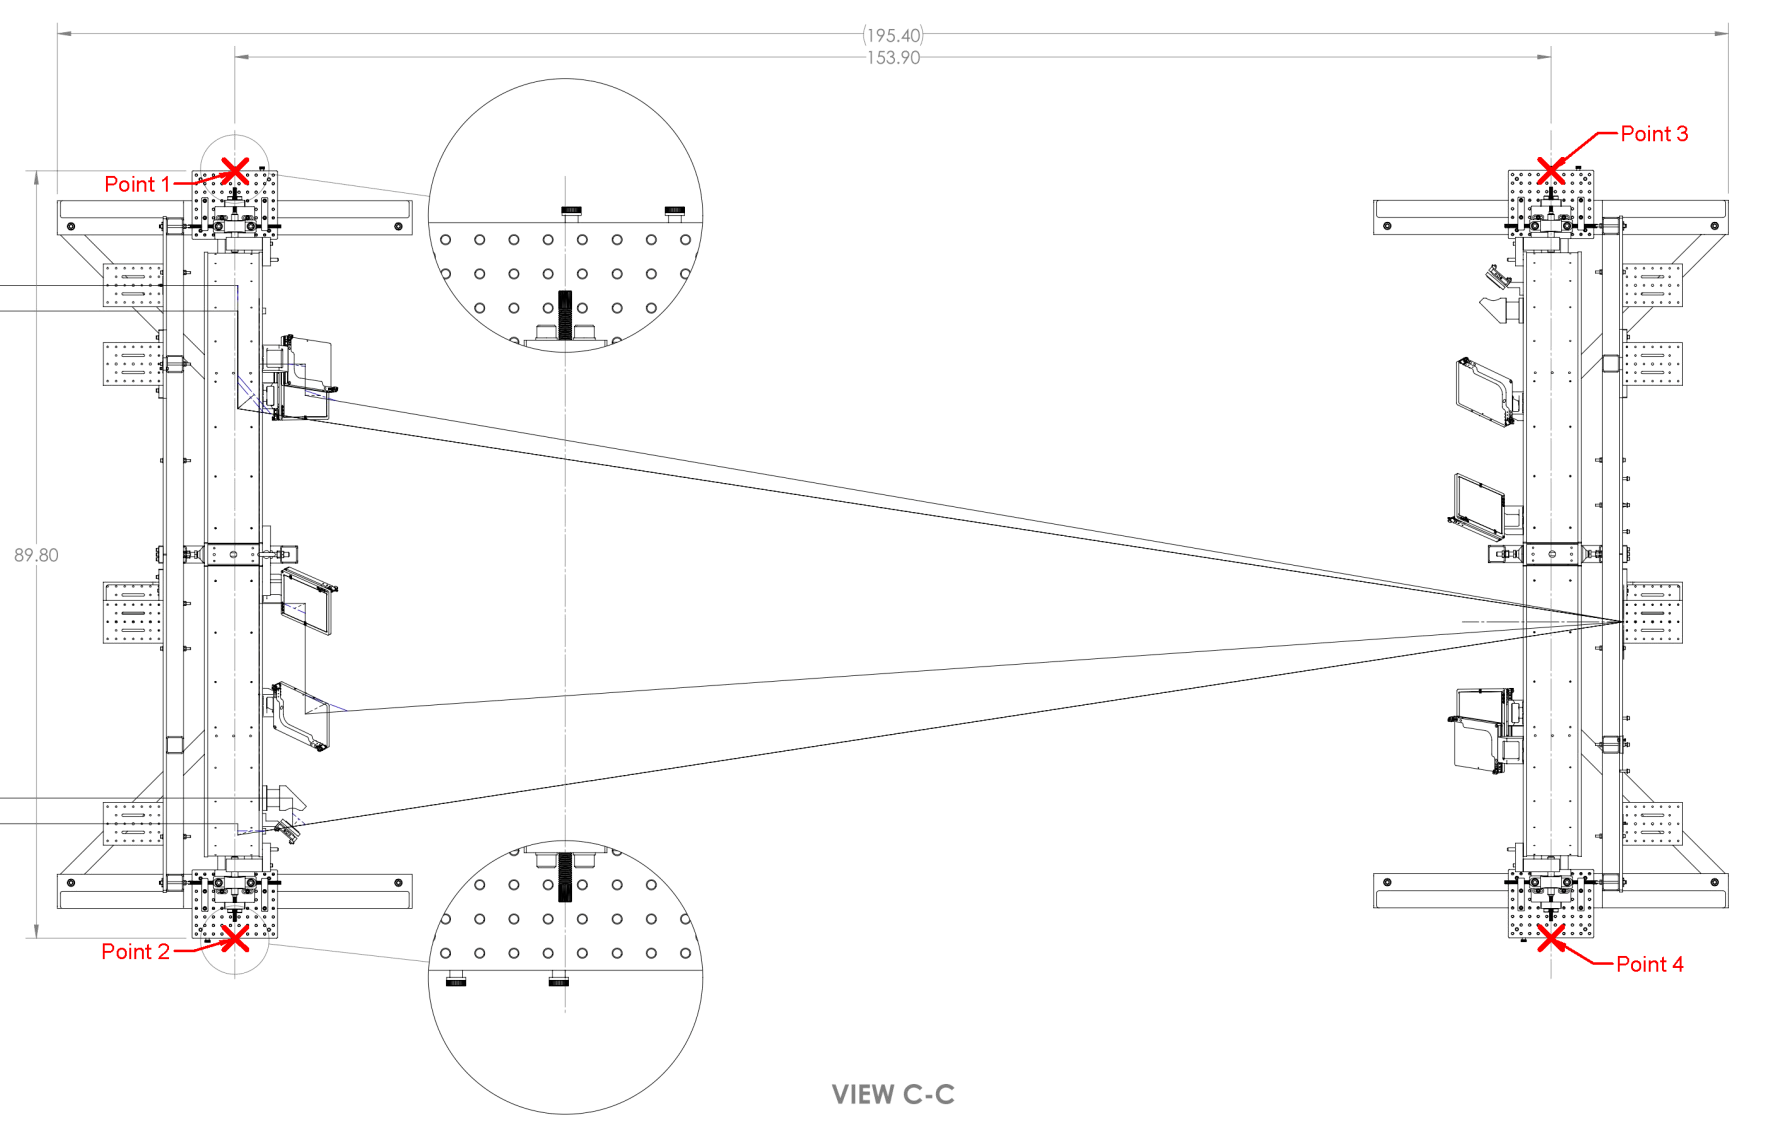 (195.40)
153.90
Point 3
Point 1
89.80
Point 2
Point 4
VIEW C-C